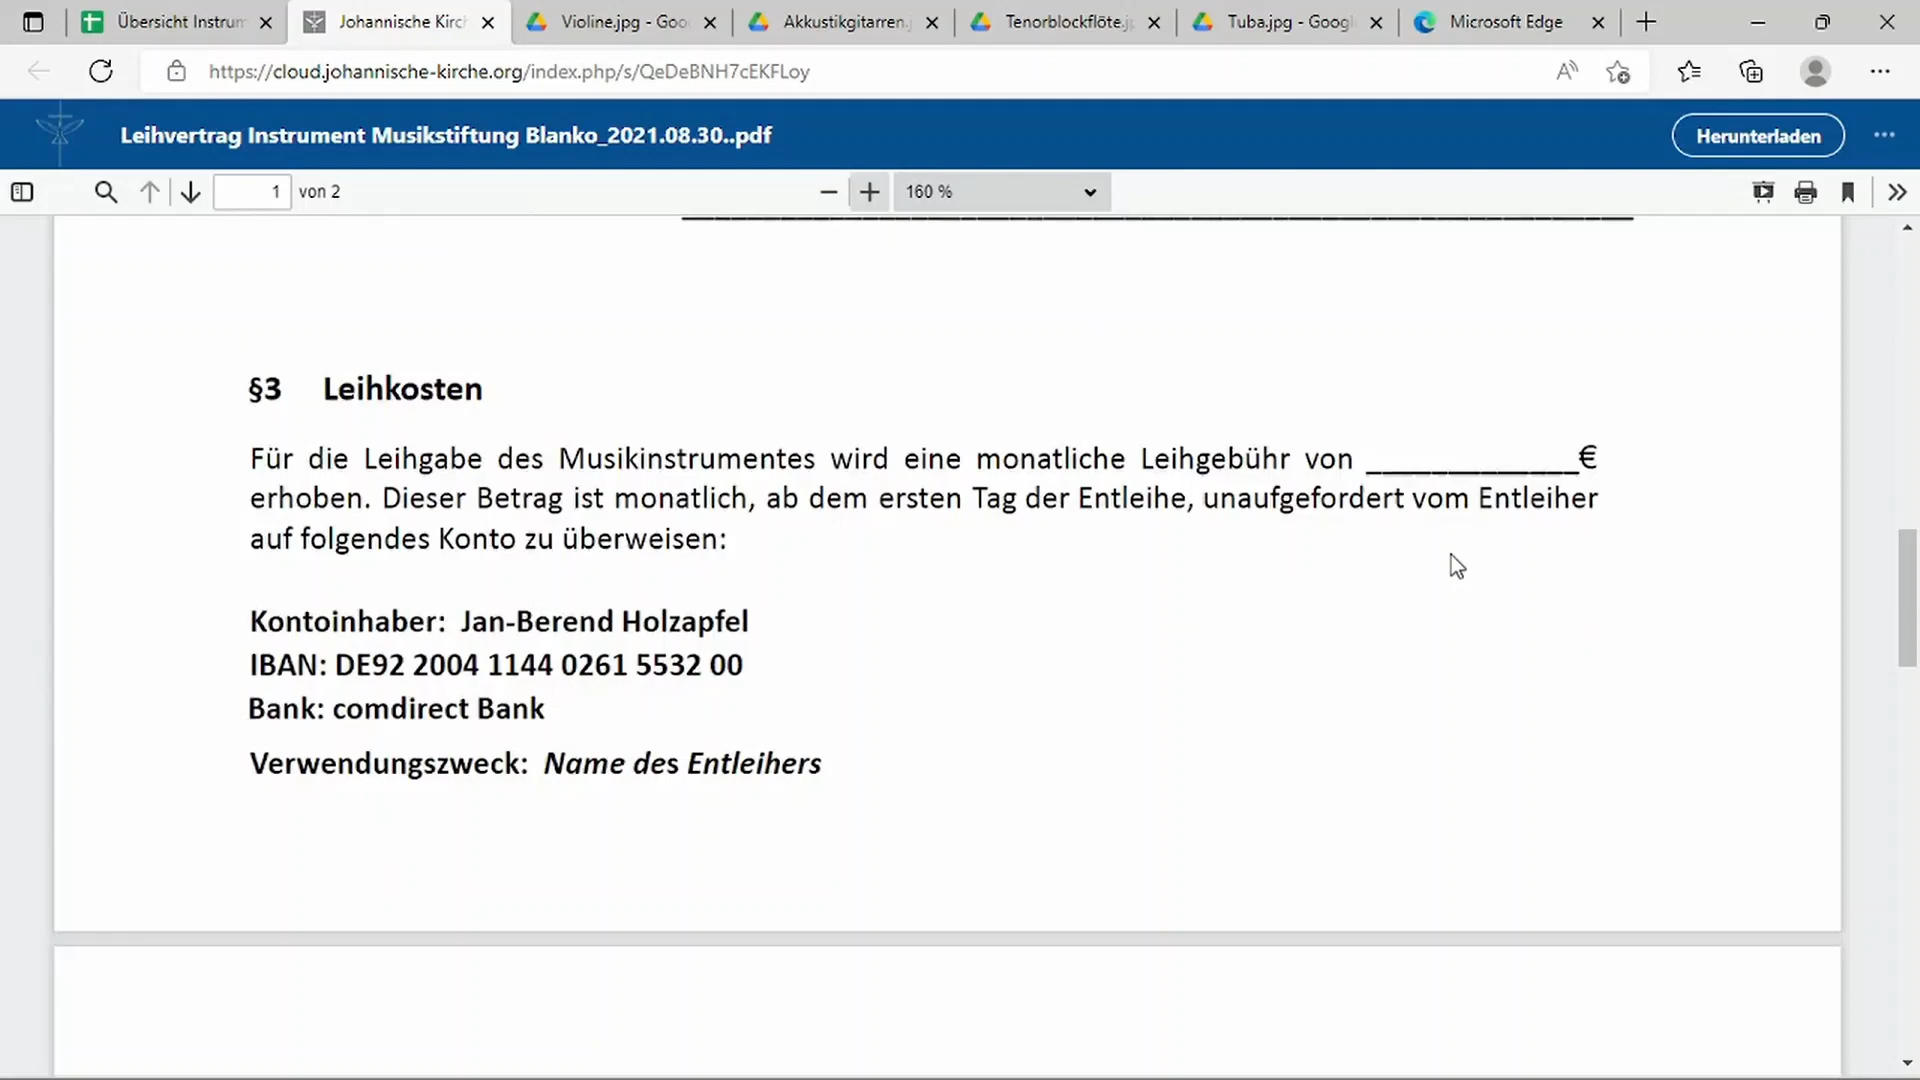 Übersicht Instrum
Johannische Kirch
Violine.jpg - Goo
Akkustikgitarren.j
Tenorblockflöte.j
Tuba.jpg - Google
Microsoft Edge
https://cloud.johannische-kirche.org/index.php/s/QeDeBNH7cEKFLoy
Leihvertrag Instrument Musikstiftung Blanko_2021.08.30..pdf
Herunterladen
1 von 2
160 %
§3 Leihkosten
Für die Leihgabe des Musikinstrumentes wird eine monatliche Leihgebühr von _____________€
erhoben. Dieser Betrag ist monatlich, ab dem ersten Tag der Entleihe, unaufgefordert vom Entleiher
auf folgendes Konto zu überweisen:
Kontoinhaber: Jan-Berend Holzapfel
IBAN: DE92 2004 1144 0261 5532 00
Bank: comdirect Bank
Verwendungszweck: Name des Entleihers